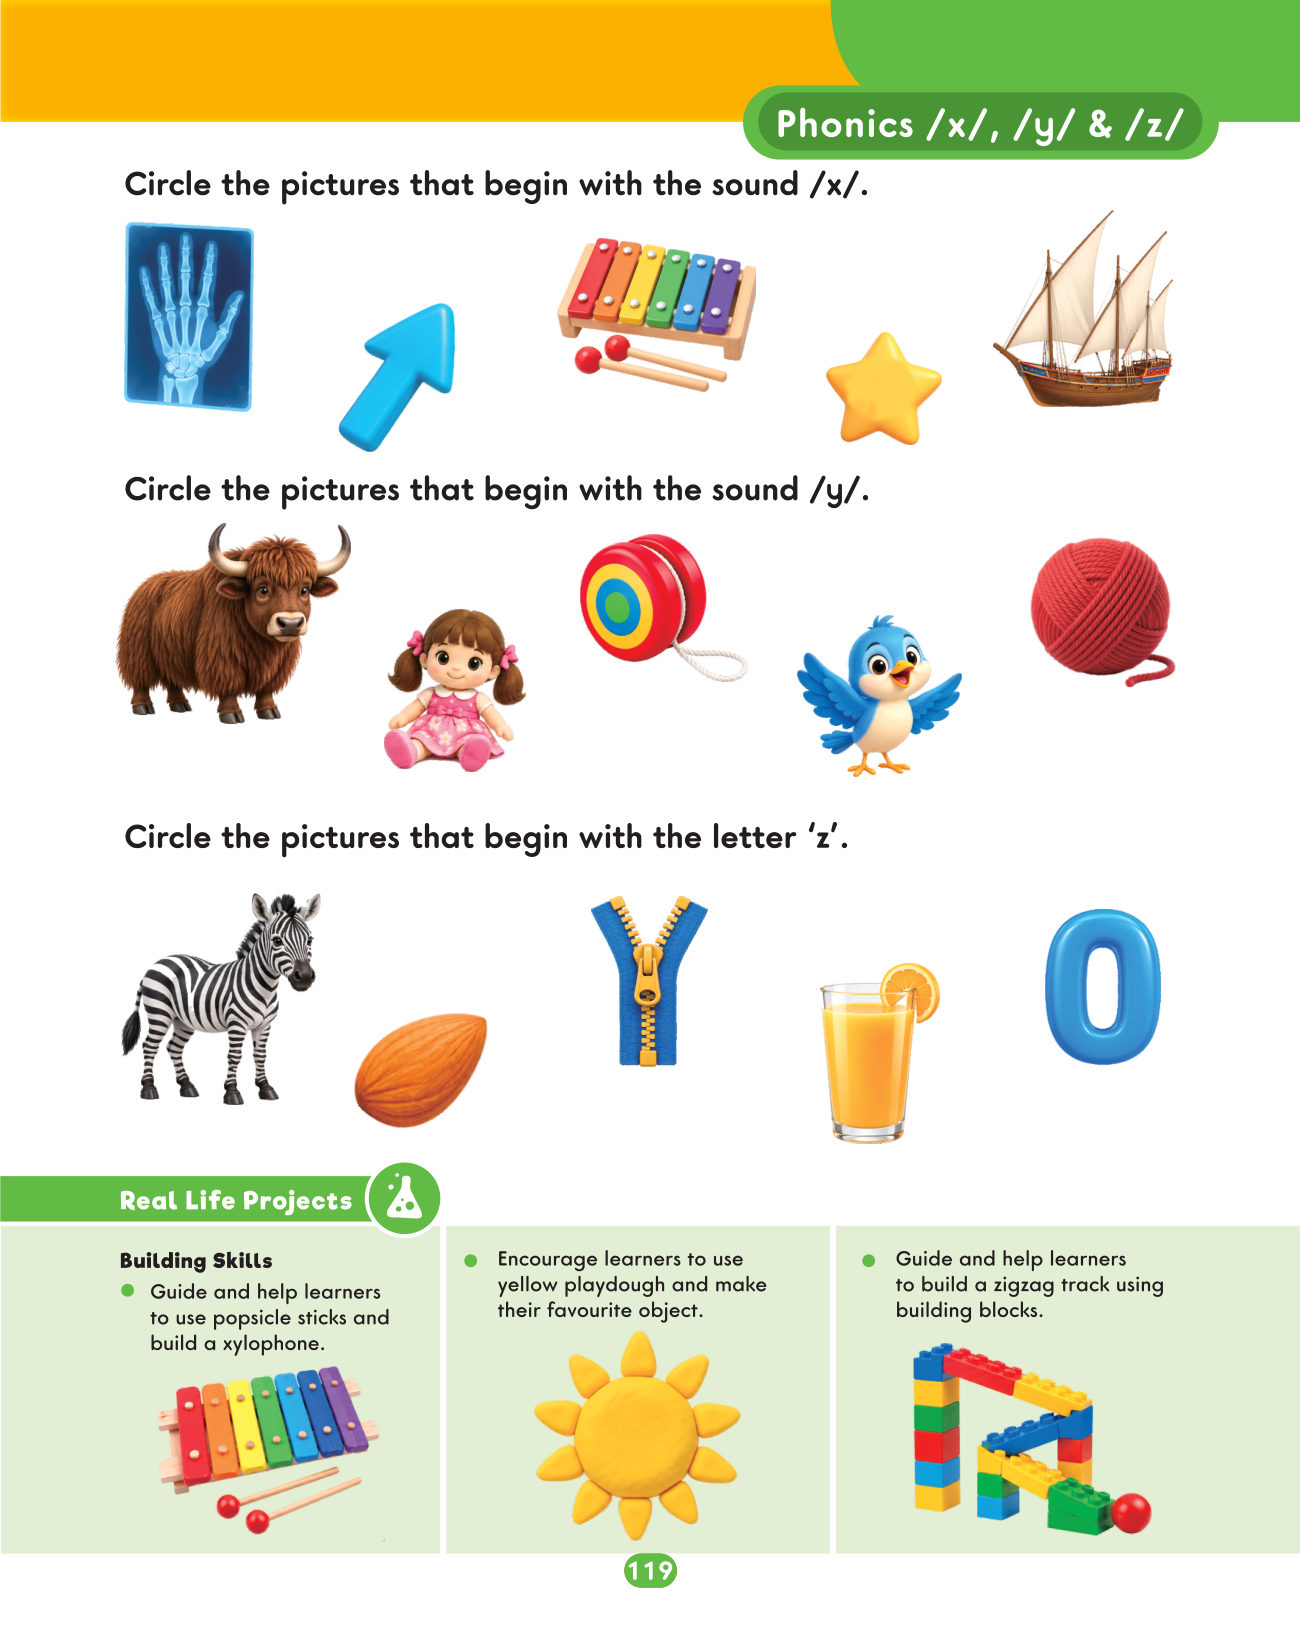 Phonics /x/, /y/ & /z/
Circle the pictures that begin with the sound /x/.
Circle the pictures that begin with the sound /y/.
Circle the pictures that begin with the letter ‘z’.
Real Life Projects
Building Skills
Guide and help learners
to use popsicle sticks and
build a xylophone.
Encourage learners to use
yellow playdough and make
their favourite object.
Guide and help learners
to build a zigzag track using
building blocks.
119